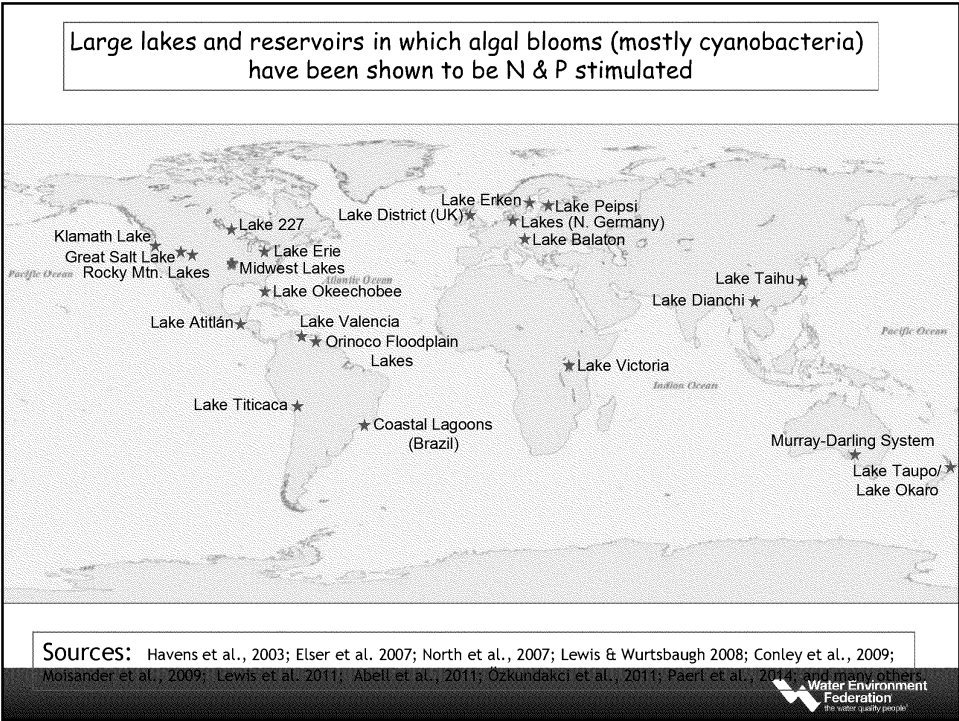 Large lakes and reservoirs in which algal blooms (mostly cyanobacteria)
have been shown to be N & P stimulated
Lake Erken
Lake Peipsi
Lake District (UK)
Lakes (N. Germany)
Lake 227
Klamath Lake
Lake Balaton
Great Salt Lake
Lake Erie
Rocky Mtn. Lakes
Midwest Lakes
Pacific Ocean
Atlantic Ocean
Lake Taihu
Lake Okeechobee
Lake Dianchi
Lake Atitlán
Lake Valencia
Pacific Ocean
Orinoco Floodplain
Lakes
Lake Victoria
Indian Ocean
Lake Titicaca
Coastal Lagoons
(Brazil)
Murray-Darling System
Lake Taupo/
Lake Okaro
Sources: Havens et al., 2003; Elser et al. 2007; North et al., 2007; Lewis & Wurtsbaugh 2008; Conley et al., 2009;
Moisander et al., 2009; Lewis et al. 2011; Abell et al., 2011; Özkundakci et al., 2011; Paerl et al., 2014; and many others
Water Environment
Federation
the water quality people®